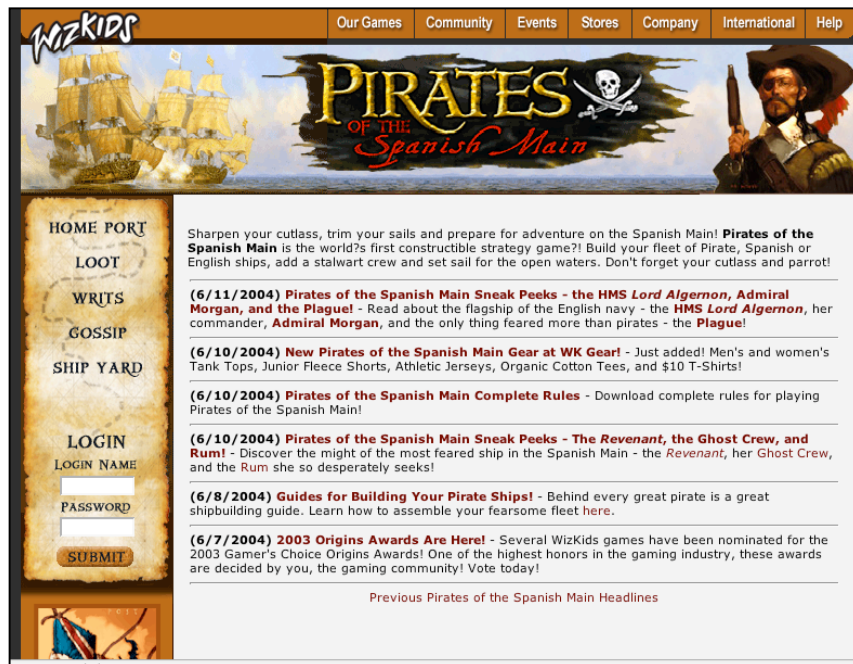 WIZKIDS
Our Games
Community
Events
Stores
Company
International
Help
PIRATES
OF THE
Spanish Main
HOME PORT
LOOT
WRITS
GOSSIP
SHIP YARD
LOGIN
LOGIN NAME
PASSWORD
SUBMIT
Sharpen your cutlass, trim your sails and prepare for adventure on the Spanish Main! Pirates of the
Spanish Main is the world?s first constructible strategy game?! Build your fleet of Pirate, Spanish or
English ships, add a stalwart crew and set sail for the open waters. Don't forget your cutlass and parrot!
(6/11/2004) Pirates of the Spanish Main Sneak Peeks - the HMS Lord Algernon, Admiral
Morgan, and the Plague! - Read about the flagship of the English navy - the HMS Lord Algernon, her
commander, Admiral Morgan, and the only thing feared more than pirates - the Plague!
(6/10/2004) New Pirates of the Spanish Main Gear at WK Gear! - Just added! Men's and women's
Tank Tops, Junior Fleece Shorts, Athletic Jerseys, Organic Cotton Tees, and $10 T-Shirts!
(6/10/2004) Pirates of the Spanish Main Complete Rules - Download complete rules for playing
Pirates of the Spanish Main!
(6/10/2004) Pirates of the Spanish Main Sneak Peeks - The Revenant, the Ghost Crew, and
Rum! - Discover the might of the most feared ship in the Spanish Main - the Revenant, her Ghost Crew,
and the Rum she so desperately seeks!
(6/8/2004) Guides for Building Your Pirate Ships! - Behind every great pirate is a great
shipbuilding guide. Learn how to assemble your fearsome fleet here.
(6/7/2004) 2003 Origins Awards Are Here! - Several WizKids games have been nominated for the
2003 Gamer's Choice Origins Awards! One of the highest honors in the gaming industry, these awards
are decided by you, the gaming community! Vote today!
Previous Pirates of the Spanish Main Headlines